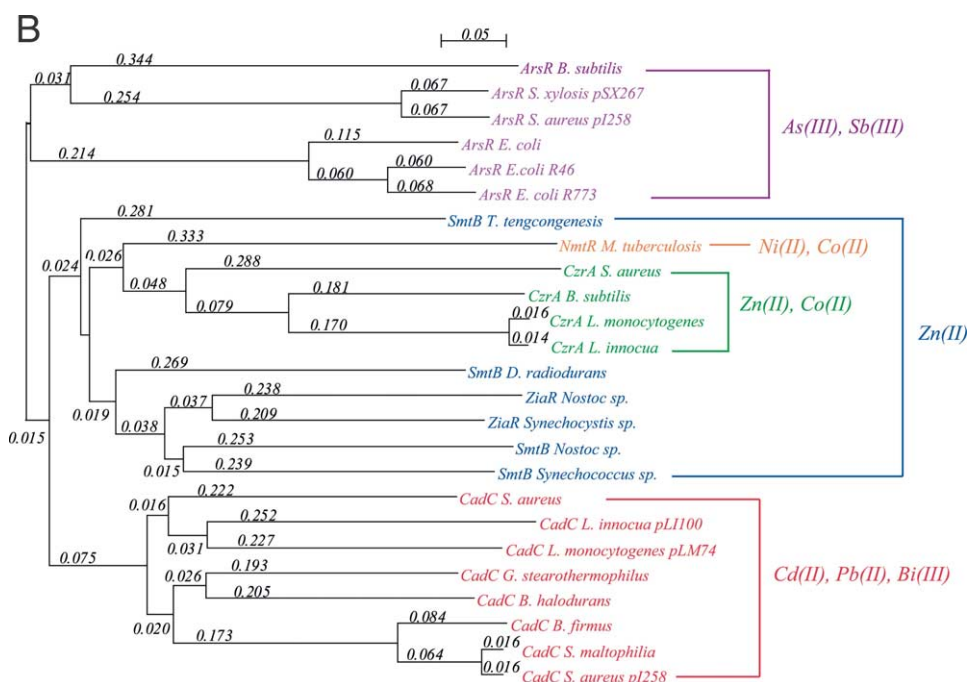 B
0.05
0.344
ArsR B. subtilis
0.031
0.067
ArsR S. xylosis pSX267
0.254
0.067
ArsR S. aureus pI258
As(III), Sb(III)
0.115
ArsR E. coli
0.214
0.060
ArsR E.coli R46
0.060
0.068
ArsR E.coli R773
0.281
SmtB T. tengcongenesis
0.333
NmtR M. tuberculosis
Ni(II), Co(II)
0.026
0.024
0.288
CzrA S. aureus
0.048
0.181
CzrA B. subtilis
0.079
Zn(II), Co(II)
0.016
CzrA L. monocytogenes
0.170
0.014
CzrA L. innocua
Zn(II)
0.269
SmtB D. radiodurans
0.238
ZiaR Nostoc sp.
0.037
0.019
0.209
ZiaR Synechocystis sp.
0.038
0.015
0.253
SmtB Nostoc sp.
0.015
0.239
SmtB Synechococcus sp.
0.222
CadC S. aureus
0.016
0.252
CadC L. innocua pLI100
0.031
0.227
CadC L. monocytogenes pLM74
0.075
0.193
CadC G. stearothermophilus
0.026
Cd(II), Pb(II), Bi(III)
0.205
CadC B. halodurans
0.020
0.084
CadC B. firmus
0.173
0.016
CadC S. maltophilia
0.064
0.016
CadC S. aureus pI258